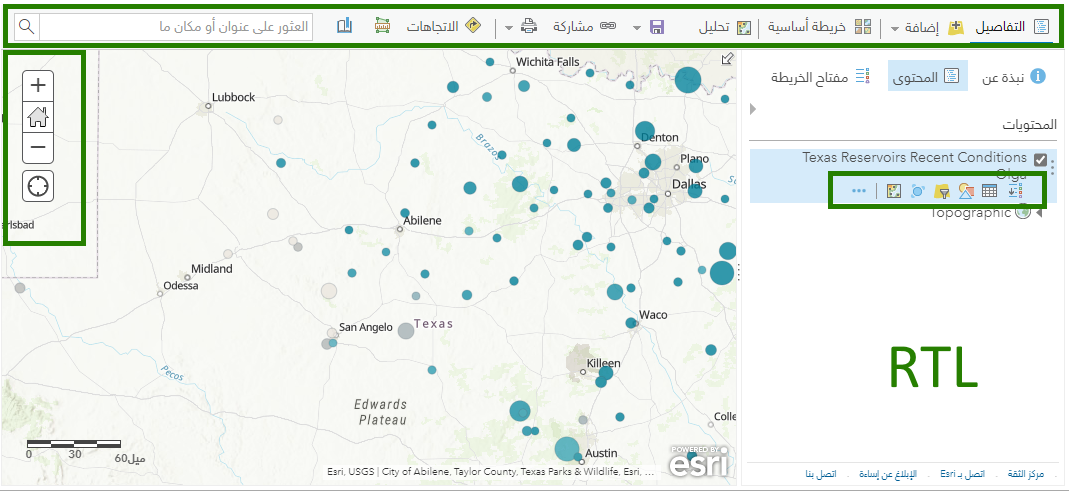 التفاصيل
إضافة
خريطة أساسية
تحليل
مشاركة
الاتجاهات
العثور على عنوان أو مكان ما
نبذة عن
المحتوى
مفتاح الخريطة
المحتويات
Texas Reservoirs Recent Conditions
Olga
Topographic
RTL
مركز الثقة
اتصل بـ Esri
الإبلاغ عن إساءة
اتصل بنا
Wichita Falls
Lubbock
Brazos
Denton
Plano
Dallas
arlsbad
Abilene
Midland
Odessa
San Angelo
Texas
Waco
Killeen
Pecos
Edwards
Plateau
Colle
Austin
0 30 60ميل
POWERED BY
esri
Esri, USGS | City of Abilene, Taylor County, Texas Parks & Wildlife, Esri, ...